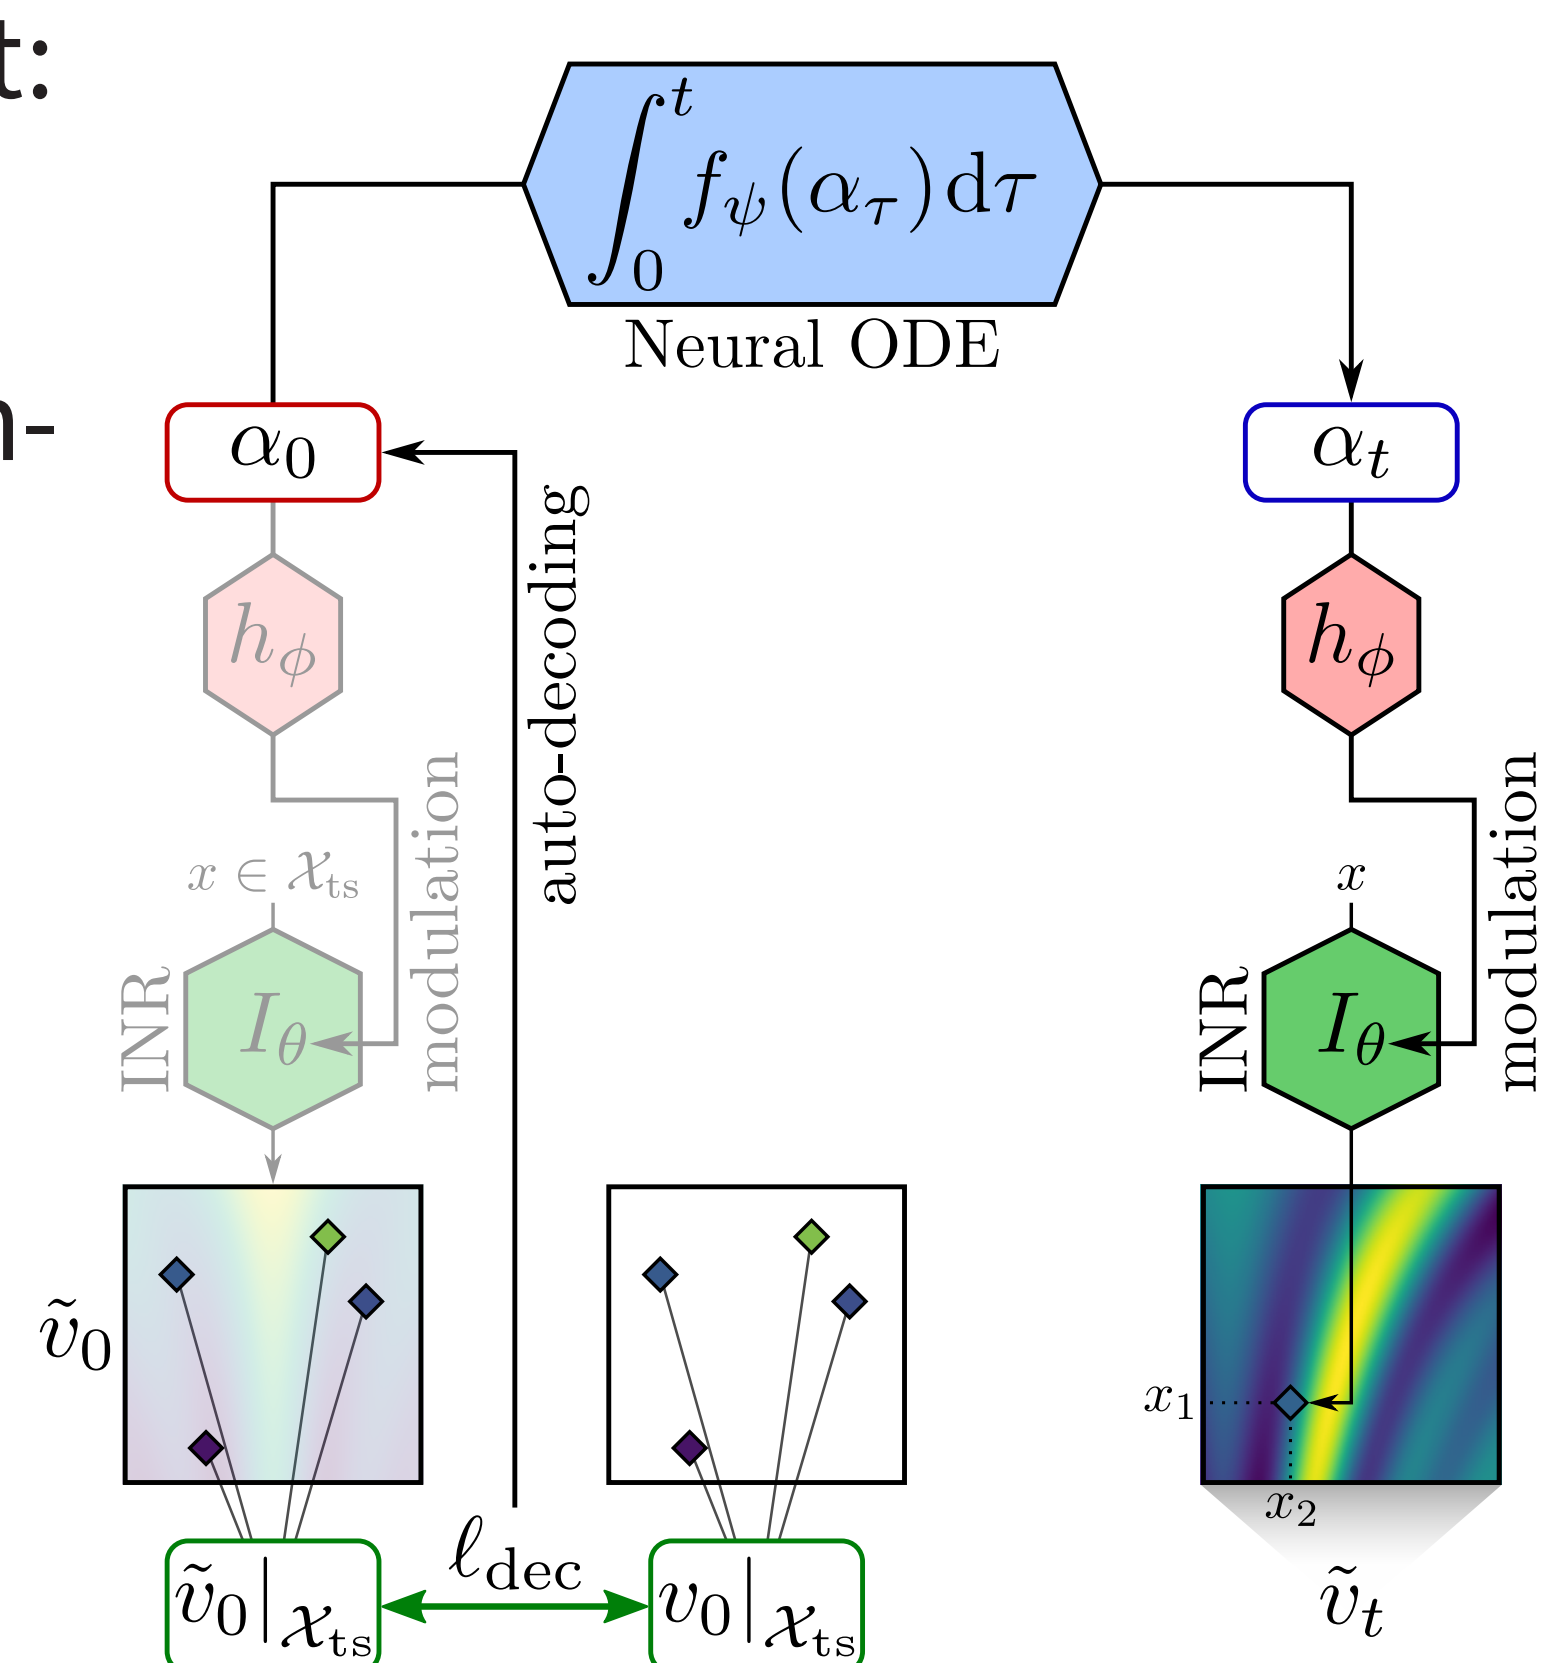 t:
∫₀ᵗ f_ψ(α_τ)dτ
Neural ODE
n-
α₀
α_t
auto-decoding
h_ϕ
h_ϕ
modulation
modulation
x ∈ 𝒳_ts
x
INR
I_θ
INR
I_θ
ṽ₀
x₁
x₂
ℓ_dec
ṽ₀|𝒳_ts
v₀|𝒳_ts
ṽ_t